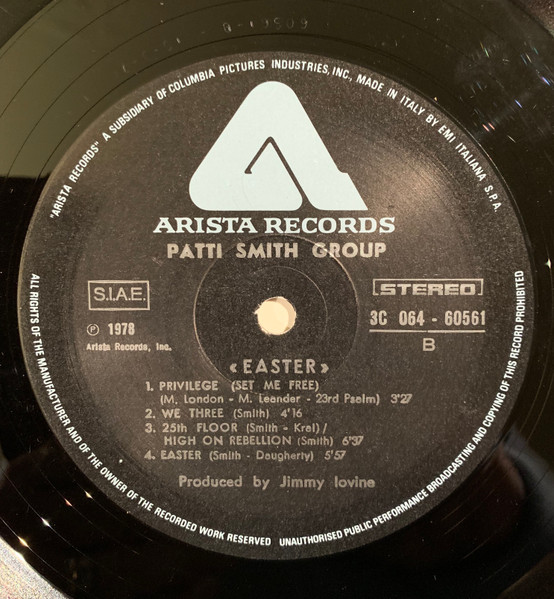 "ARISTA RECORDS" A SUBSIDIARY OF COLUMBIA PICTURES INDUSTRIES, INC., MADE IN ITALY BY EMI ITALIANA S.P.A.
ARISTA RECORDS
PATTI SMITH GROUP
S.I.A.E.
STEREO
℗ 1978
Arista Records, Inc.
3C 064 - 60561
B
«EASTER»
1. PRIVILEGE (SET ME FREE)
(M. London - M. Leander - 23rd Psalm) 3'27
2. WE THREE (Smith) 4'16
3. 25th FLOOR (Smith - Kral) /
HIGH ON REBELLION (Smith) 6'37
4. EASTER (Smith - Daugherty) 5'57
Produced by Jimmy Iovine
ALL RIGHTS OF THE MANUFACTURER AND OF THE OWNER OF THE RECORDED WORK RESERVED UNAUTHORISED PUBLIC PERFORMANCE BROADCASTING AND COPYING OF THIS RECORD PROHIBITED